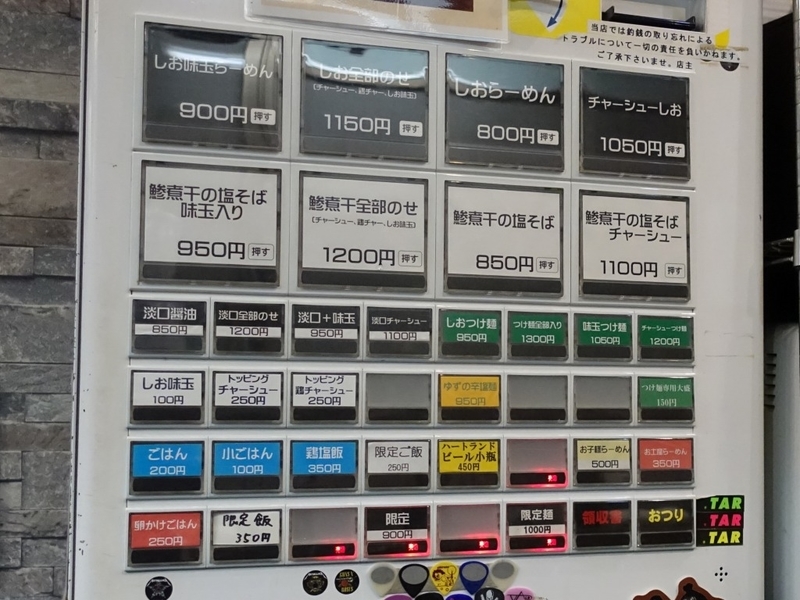 当店では釣銭の取り忘れによる
トラブルについて一切の責任を負いかねます。
ご了承下さいませ。店主
しお味玉らーめん
900円 押す
しお全部のせ
(チャーシュー、鶏チャー、しお味玉)
1150円 押す
しおらーめん
800円 押す
チャーシューしお
1050円 押す
鯵煮干の塩そば
味玉入り
950円 押す
鯵煮干全部のせ
(チャーシュー、鶏チャー、しお味玉)
1200円 押す
鯵煮干の塩そば
850円 押す
鯵煮干の塩そば
チャーシュー
1100円 押す
淡口醤油
850円
淡口全部のせ
1200円
淡口+味玉
950円
淡口チャーシュー
1100円
しおつけ麺
950円
つけ麺全部入り
1300円
味玉つけ麺
1050円
チャーシューつけ麺
1200円
しお味玉
100円
トッピング
チャーシュー
250円
トッピング
鶏チャーシュー
250円
ゆずの辛塩麺
950円
つけ麺専用大盛
150円
ごはん
200円
小ごはん
100円
鶏塩飯
350円
限定ご飯
250円
ハートランド
ビール小瓶
450円
お子様らーめん
500円
お土産らーめん
350円
卵かけごはん
250円
限定飯
350円
限定
900円
限定麺
1000円
領収書
おつり
.TAR
.TAR
.TAR